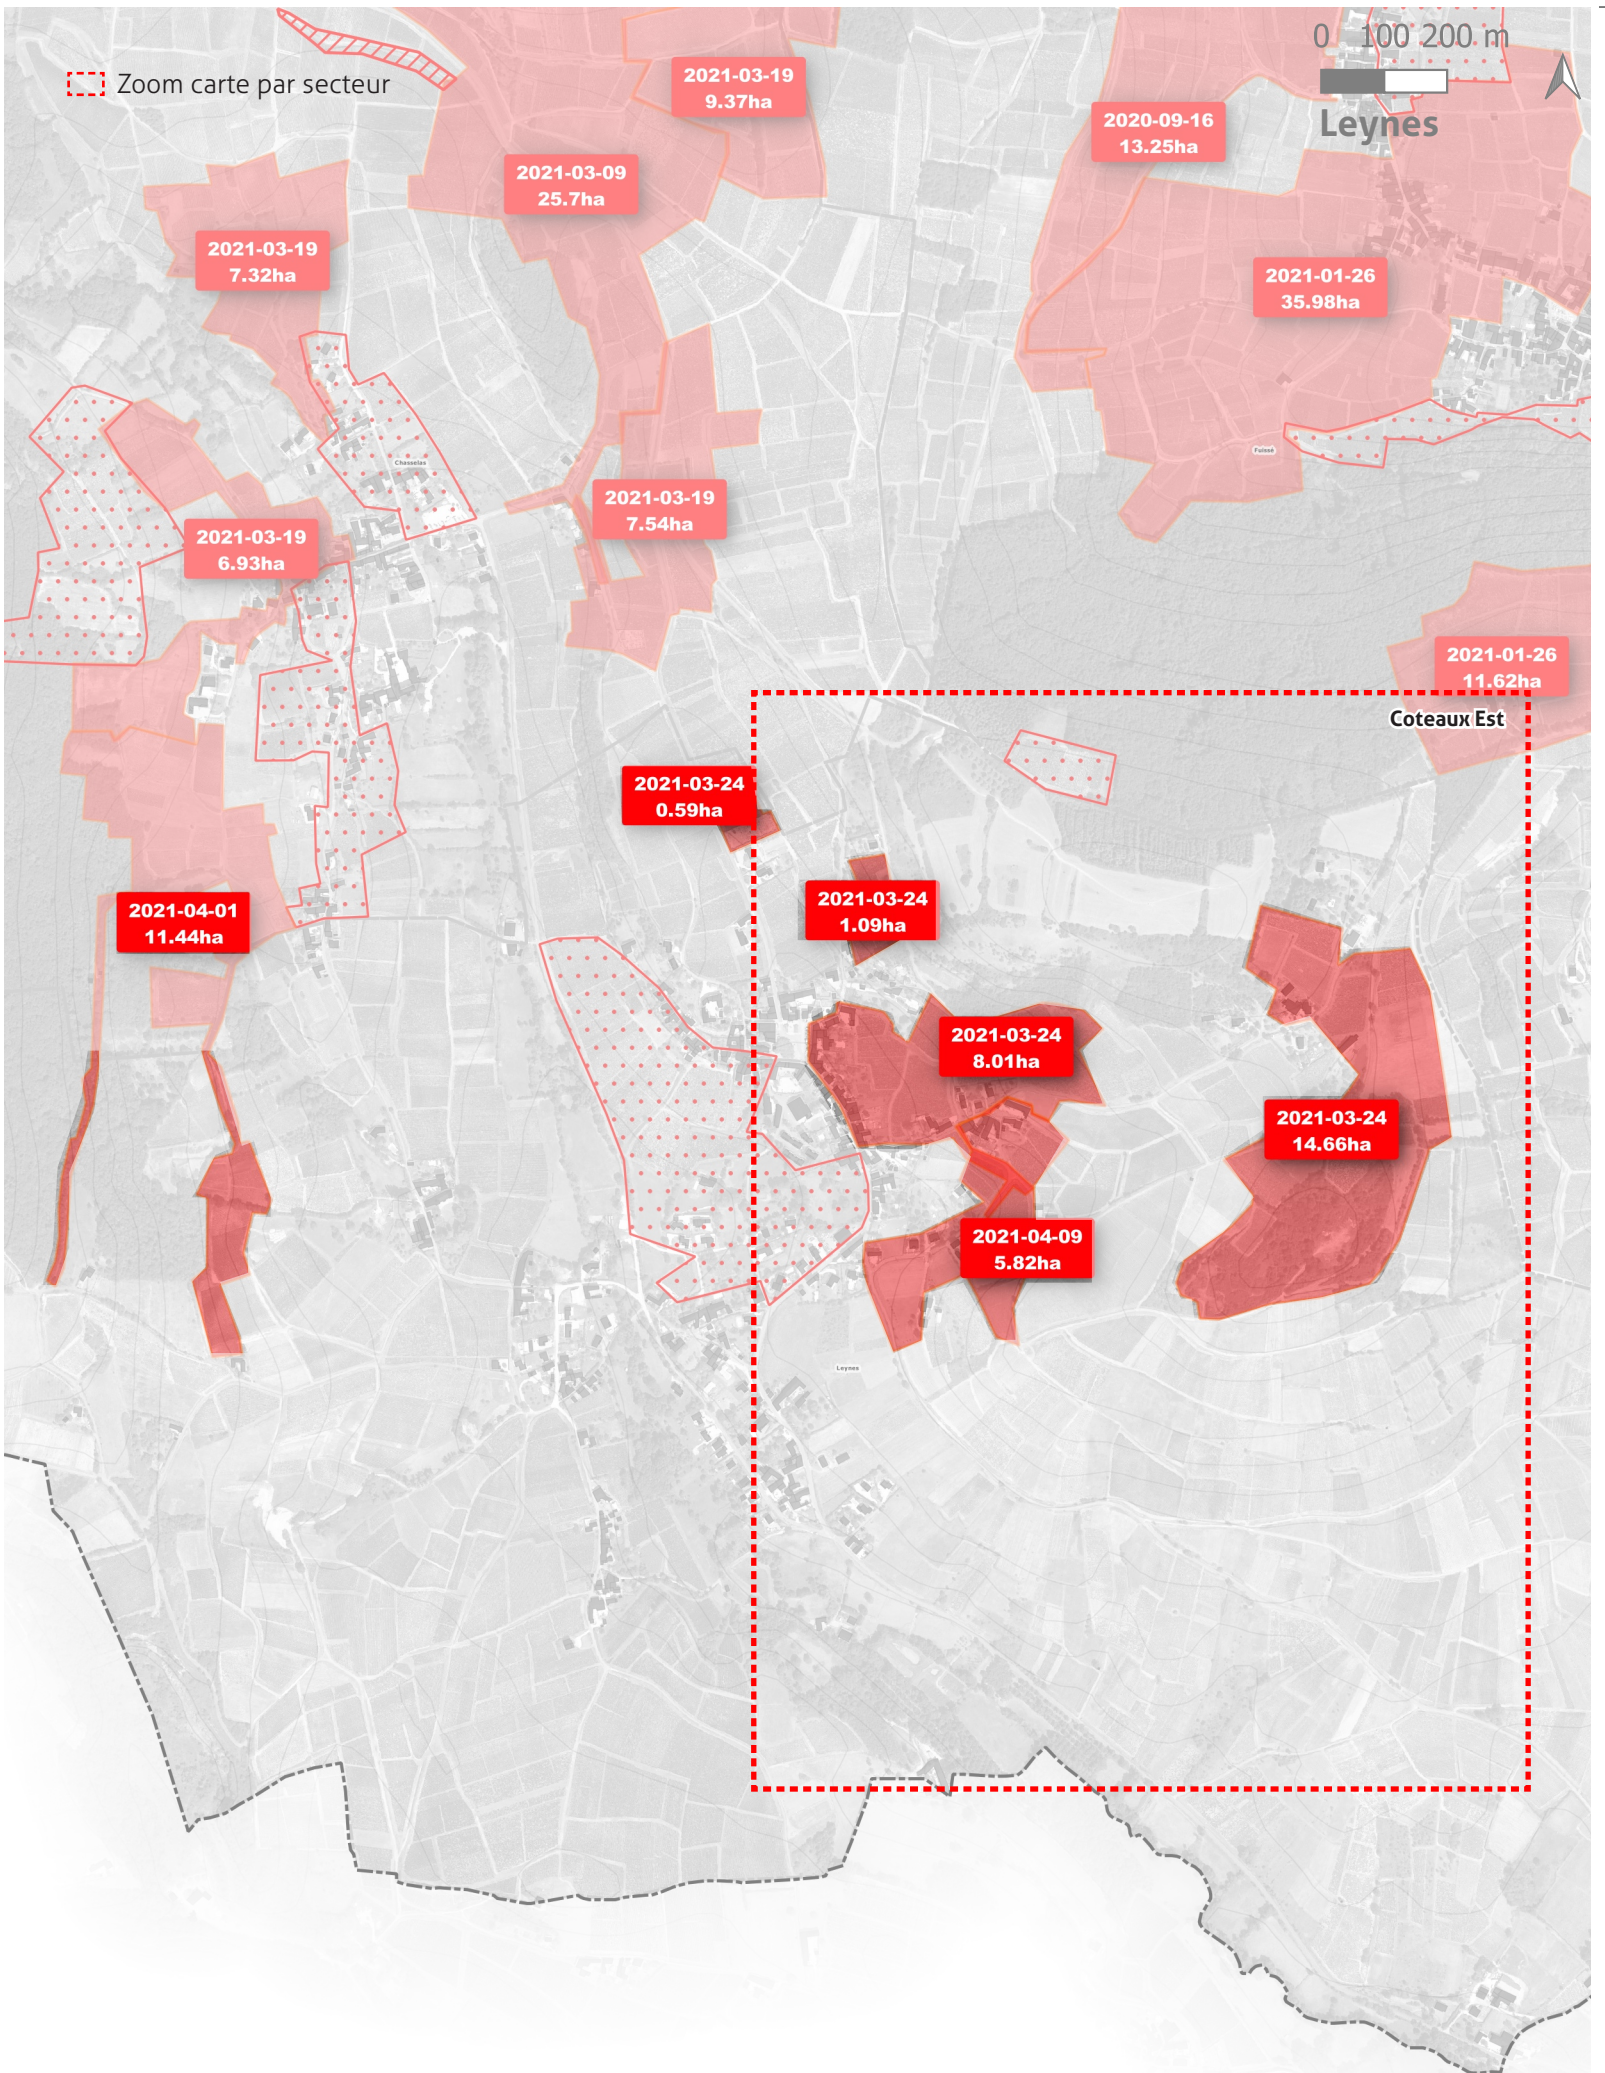 0 100 200 m
Leynes
Zoom carte par secteur
2021-03-19
9.37ha
2020-09-16
13.25ha
2021-03-09
25.7ha
2021-03-19
7.32ha
2021-01-26
35.98ha
Chasselas
Fuissé
2021-03-19
7.54ha
2021-03-19
6.93ha
2021-01-26
11.62ha
Coteaux Est
2021-03-24
0.59ha
2021-03-24
1.09ha
2021-04-01
11.44ha
2021-03-24
8.01ha
2021-03-24
14.66ha
2021-04-09
5.82ha
Leynes